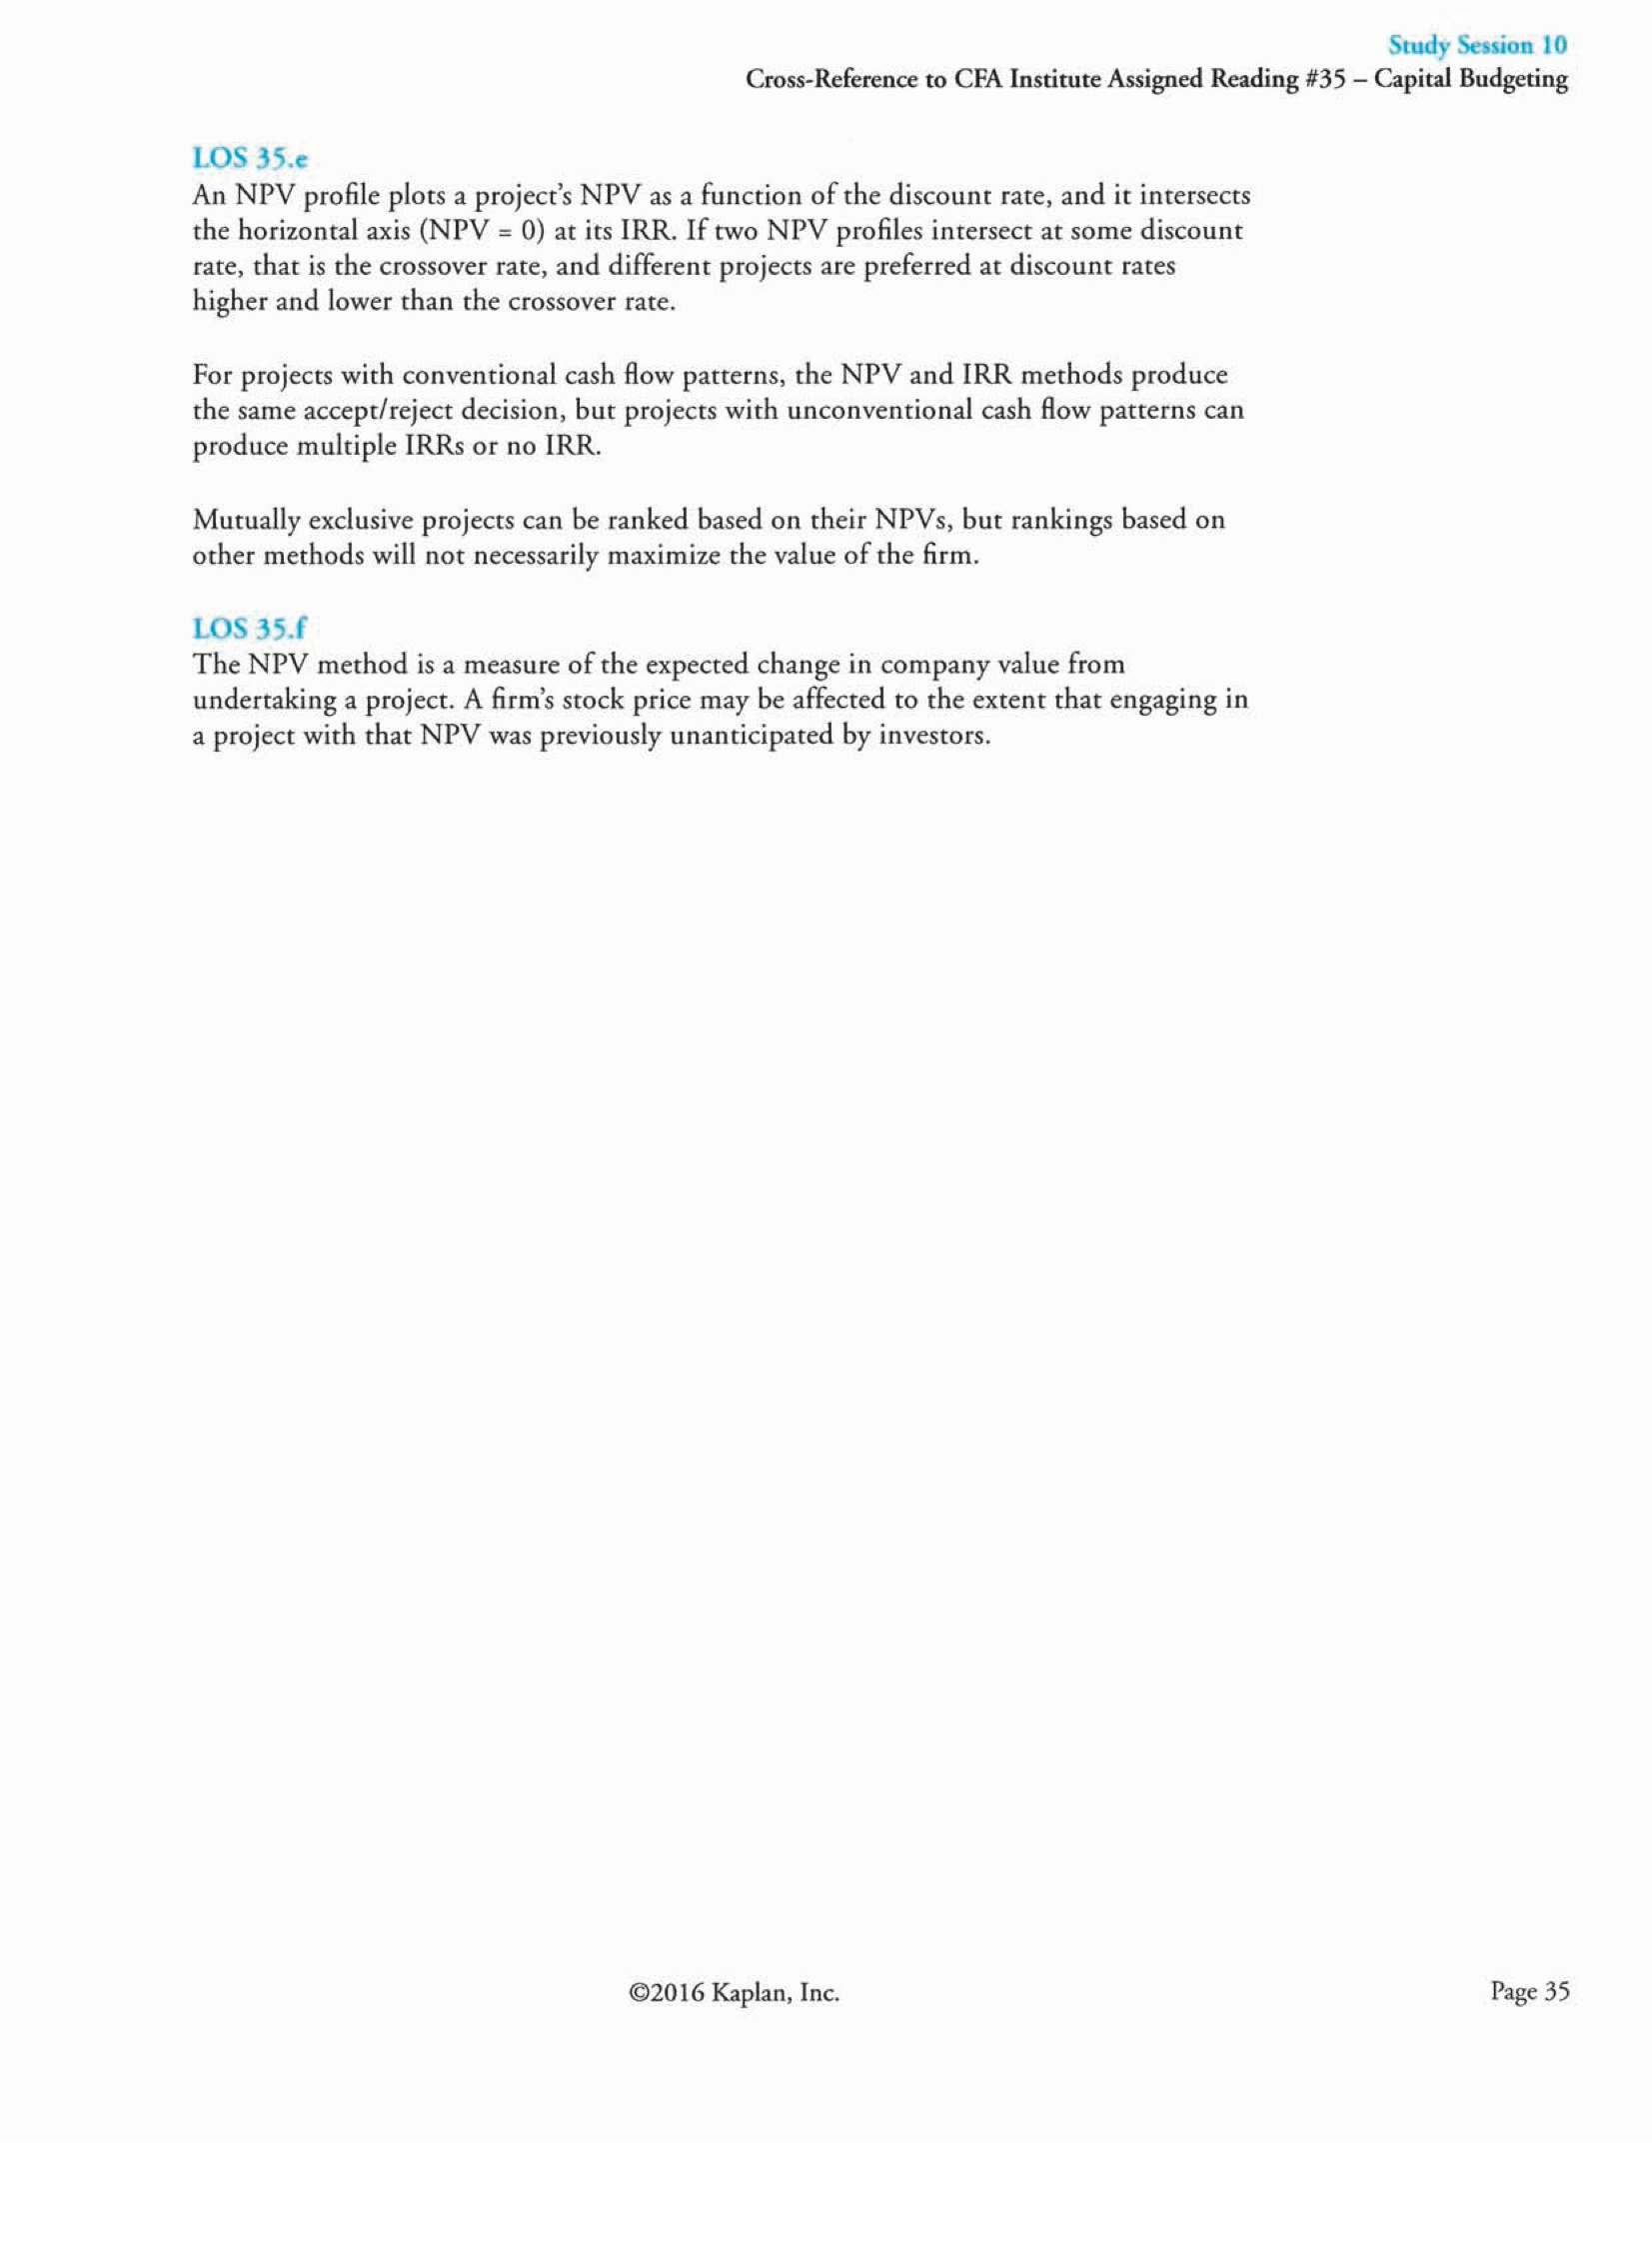 Study Session 10
Cross-Reference to CFA Institute Assigned Reading #35 – Capital Budgeting
LOS 35.e
An NPV profile plots a project's NPV as a function of the discount rate, and it intersects
the horizontal axis (NPV = 0) at its IRR. If two NPV profiles intersect at some discount
rate, that is the crossover rate, and different projects are preferred at discount rates
higher and lower than the crossover rate.
For projects with conventional cash flow patterns, the NPV and IRR methods produce
the same accept/reject decision, but projects with unconventional cash flow patterns can
produce multiple IRRs or no IRR.
Mutually exclusive projects can be ranked based on their NPVs, but rankings based on
other methods will not necessarily maximize the value of the firm.
LOS 35.f
The NPV method is a measure of the expected change in company value from
undertaking a project. A firm's stock price may be affected to the extent that engaging in
a project with that NPV was previously unanticipated by investors.
©2016 Kaplan, Inc.
Page 35